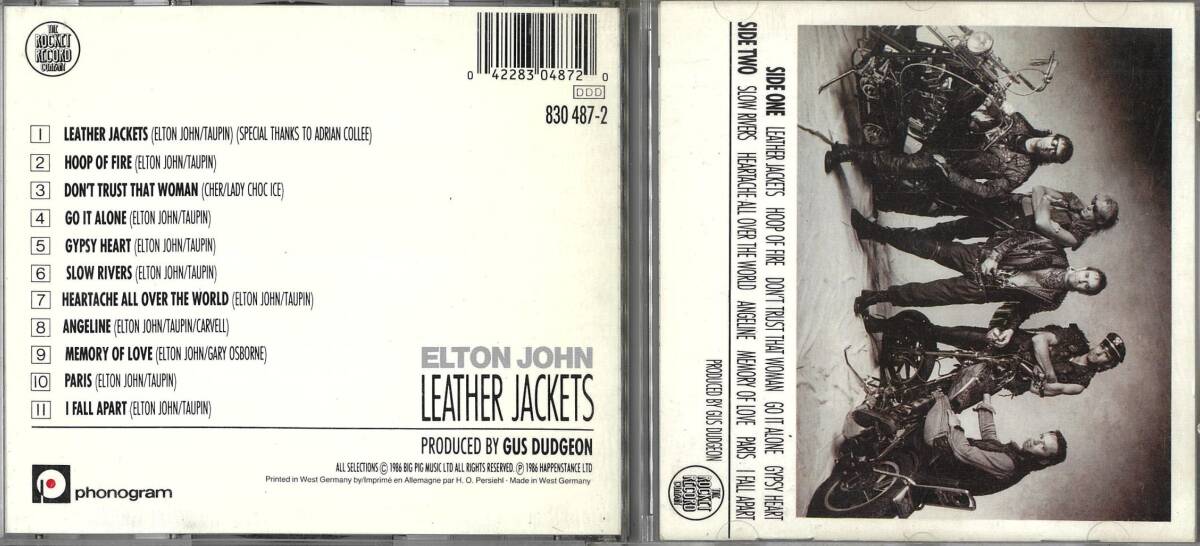 THE
ROCKET
RECORD
COMPANY
0 42283 04872 0
DDD
830 487-2
1 LEATHER JACKETS (ELTON JOHN/TAUPIN) (SPECIAL THANKS TO ADRIAN COLLEE)
2 HOOP OF FIRE (ELTON JOHN/TAUPIN)
3 DON'T TRUST THAT WOMAN (CHER/LADY CHOC ICE)
4 GO IT ALONE (ELTON JOHN/TAUPIN)
5 GYPSY HEART (ELTON JOHN/TAUPIN)
6 SLOW RIVERS (ELTON JOHN/TAUPIN)
7 HEARTACHE ALL OVER THE WORLD (ELTON JOHN/TAUPIN)
8 ANGELINE (ELTON JOHN/TAUPIN/CARVELL)
9 MEMORY OF LOVE (ELTON JOHN/GARY OSBORNE)
10 PARIS (ELTON JOHN/TAUPIN)
11 I FALL APART (ELTON JOHN/TAUPIN)
ELTON JOHN
LEATHER JACKETS
PRODUCED BY GUS DUDGEON
ALL SELECTIONS © 1986 BIG PIG MUSIC LTD ALL RIGHTS RESERVED. ℗ 1986 HAPPENSTANCE LTD
Printed in West Germany by/Imprimé en Allemagne par H. O. Persiehl · Made in West Germany
phonogram
SIDE ONE LEATHER JACKETS HOOP OF FIRE DON'T TRUST THAT WOMAN GO IT ALONE GYPSY HEART
SIDE TWO SLOW RIVERS HEARTACHE ALL OVER THE WORLD ANGELINE MEMORY OF LOVE PARIS · I FALL APART
PRODUCED BY GUS DUDGEON
THE
ROCKET
RECORD
COMPANY